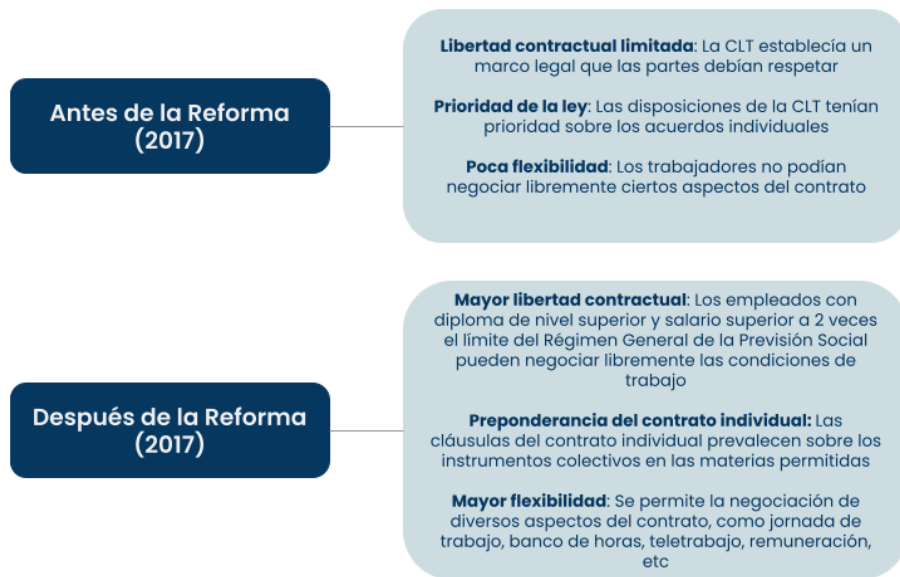 Antes de la Reforma
(2017)
Libertad contractual limitada: La CLT establecía un
marco legal que las partes debían respetar
Prioridad de la ley: Las disposiciones de la CLT tenían
prioridad sobre los acuerdos individuales
Poca flexibilidad: Los trabajadores no podían
negociar libremente ciertos aspectos del contrato
Después de la Reforma
(2017)
Mayor libertad contractual: Los empleados con
diploma de nivel superior y salario superior a 2 veces
el límite del Régimen General de la Previsión Social
pueden negociar libremente las condiciones de
trabajo
Preponderancia del contrato individual: Las
cláusulas del contrato individual prevalecen sobre los
instrumentos colectivos en las materias permitidas
Mayor flexibilidad: Se permite la negociación de
diversos aspectos del contrato, como jornada de
trabajo, banco de horas, teletrabajo, remuneración,
etc